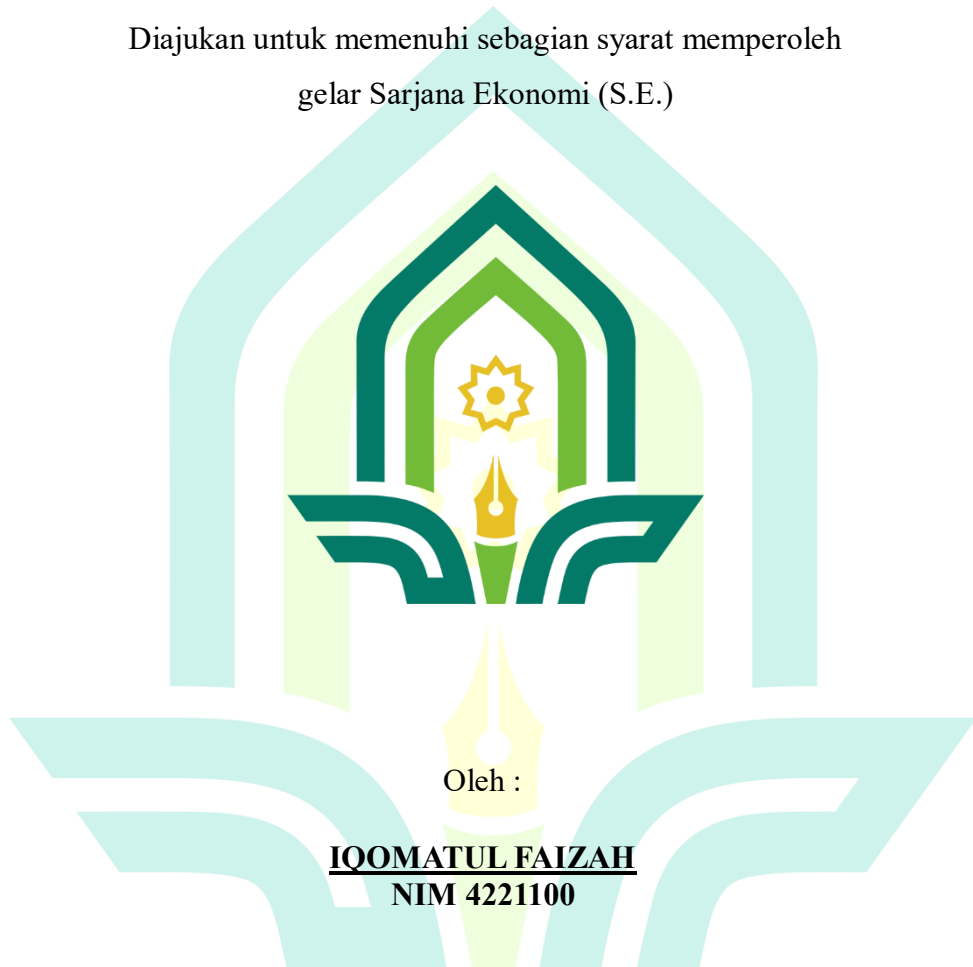 Diajukan untuk memenuhi sebagian syarat memperoleh
gelar Sarjana Ekonomi (S.E.)
Oleh :
IQOMATUL FAIZAH
NIM 4221100